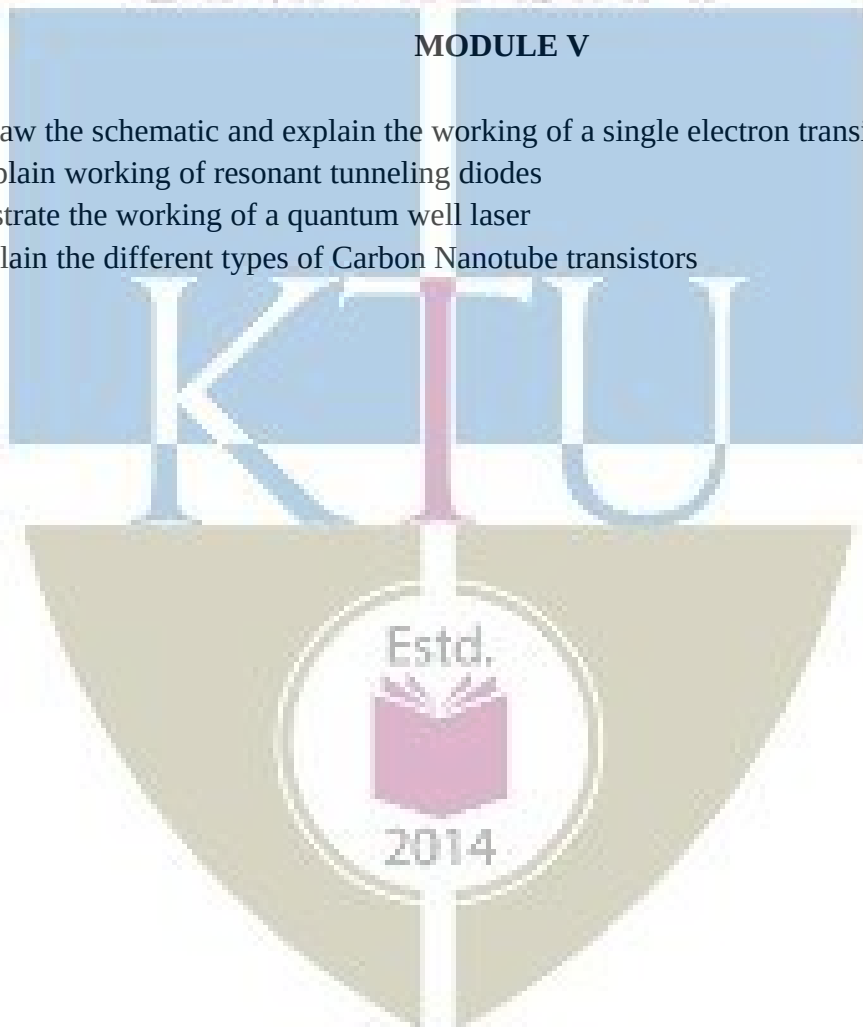 MODULE V
aw the schematic and explain the working of a single electron trans
plain working of resonant tunneling diodes
strate the working of a quantum well laser
lain the different types of Carbon Nanotube transistors
KTU
Estd.
2014